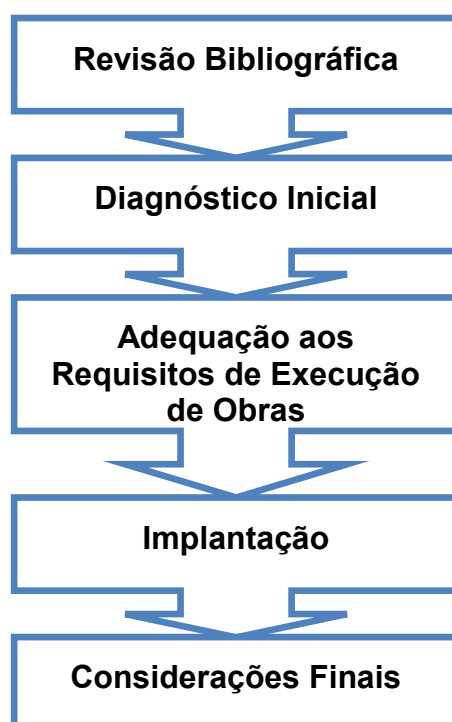 Revisão Bibliográfica
Diagnóstico Inicial
Adequação aos
Requisitos de Execução
de Obras
Implantação
Considerações Finais